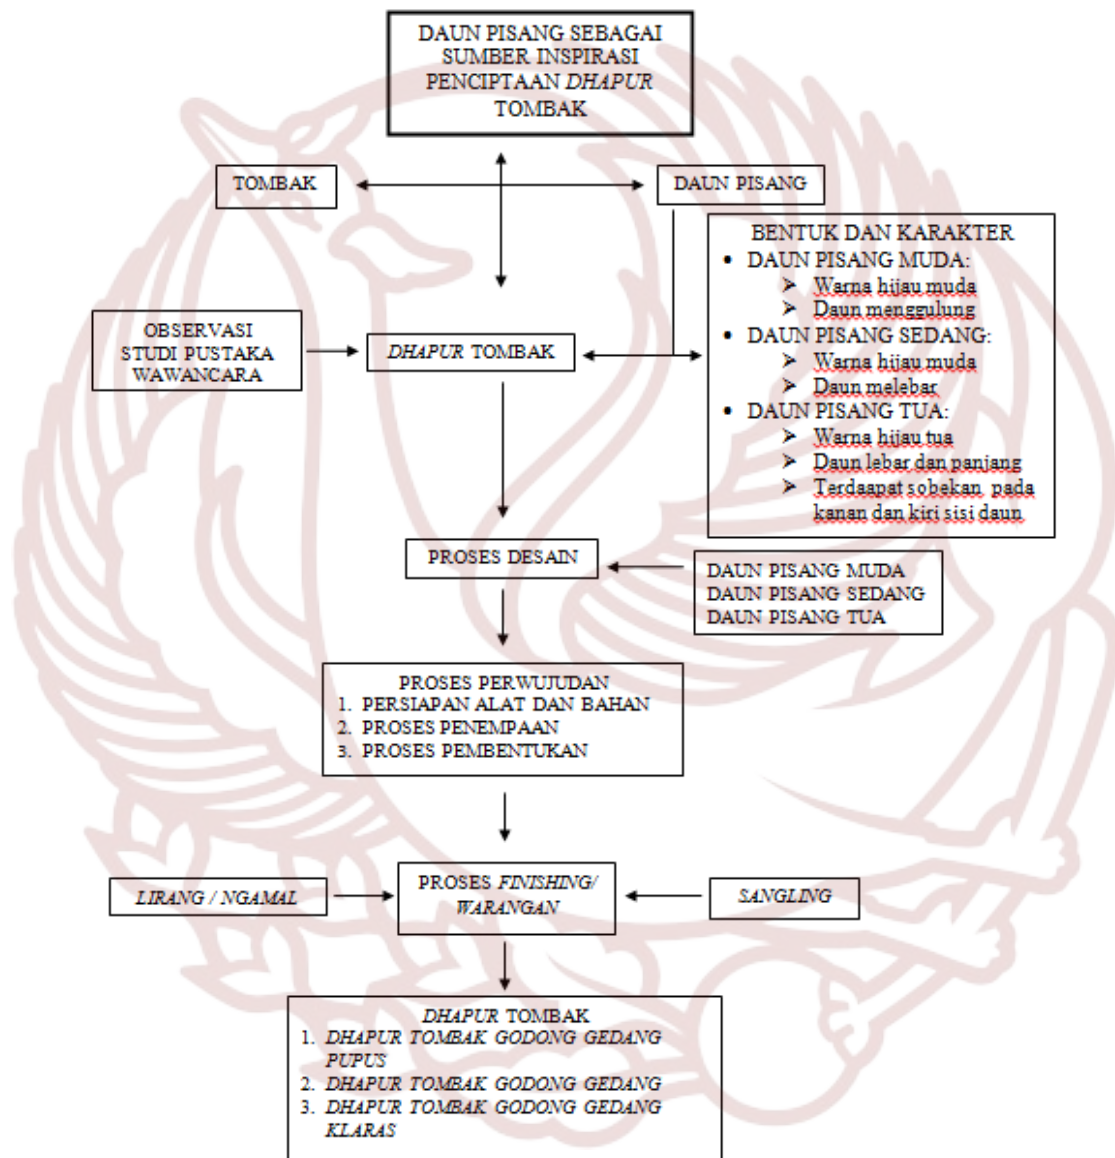 DAUN PISANG SEBAGAI
SUMBER INSPIRASI
PENCIPTAAN DHAPUR
TOMBAK
TOMBAK
DAUN PISANG
BENTUK DAN KARAKTER
• DAUN PISANG MUDA:
➢ Warna hijau muda
➢ Daun menggulung
• DAUN PISANG SEDANG:
➢ Warna hijau muda
➢ Daun melebar
• DAUN PISANG TUA:
➢ Warna hijau tua
➢ Daun lebar dan panjang
➢ Terdaapat sobekan pada
kanan dan kiri sisi daun
OBSERVASI
STUDI PUSTAKA
WAWANCARA
DHAPUR TOMBAK
PROSES DESAIN
DAUN PISANG MUDA
DAUN PISANG SEDANG
DAUN PISANG TUA
PROSES PERWUJUDAN
1. PERSIAPAN ALAT DAN BAHAN
2. PROSES PENEMPAAN
3. PROSES PEMBENTUKAN
LIRANG / NGAMAL
PROSES FINISHING/
WARANGAN
SANGLING
DHAPUR TOMBAK
1. DHAPUR TOMBAK GODONG GEDANG
PUPUS
2. DHAPUR TOMBAK GODONG GEDANG
3. DHAPUR TOMBAK GODONG GEDANG
KLARAS